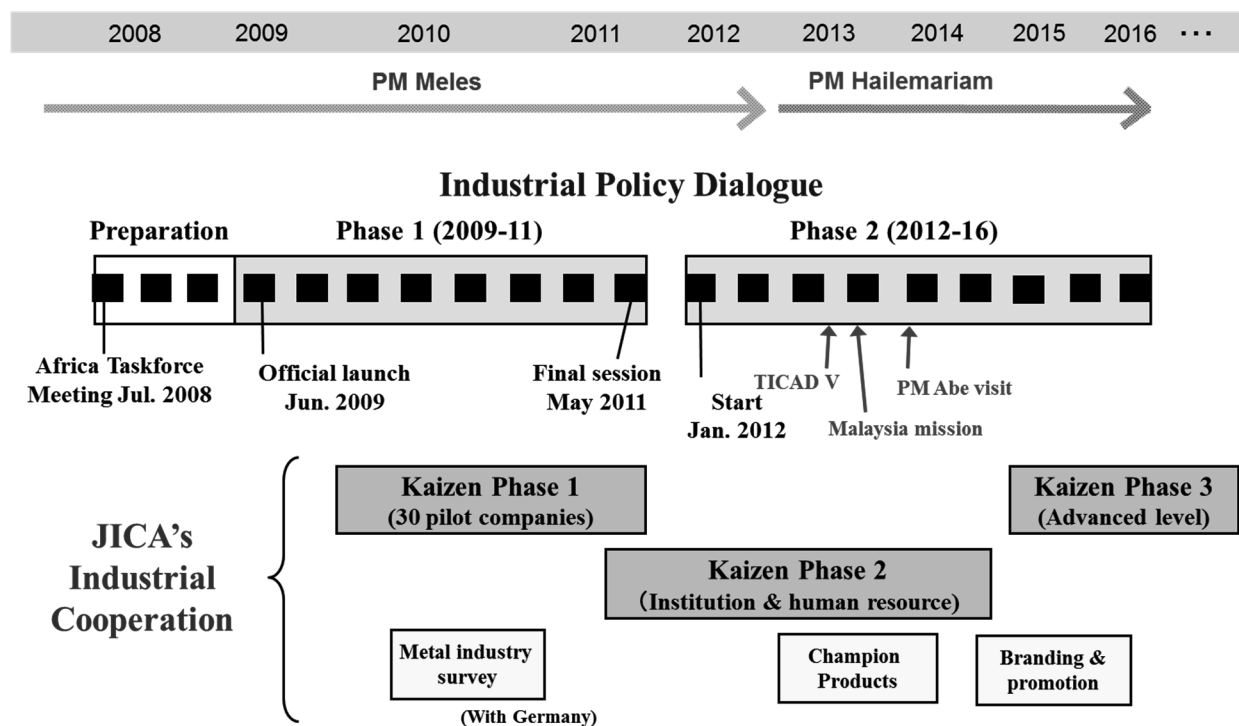 2008 2009 2010 2011 2012 2013 2014 2015 2016 ...
PM Meles
PM Hailemariam
Industrial Policy Dialogue
Preparation
Phase 1 (2009-11)
Phase 2 (2012-16)
Africa Taskforce
Meeting Jul. 2008
Official launch
Jun. 2009
Final session
May 2011
Start
Jan. 2012
TICAD V
Malaysia mission
PM Abe visit
JICA’s
Industrial
Cooperation
Kaizen Phase 1
(30 pilot companies)
Kaizen Phase 2
(Institution & human resource)
Kaizen Phase 3
(Advanced level)
Metal industry
survey
(With Germany)
Champion
Products
Branding &
promotion